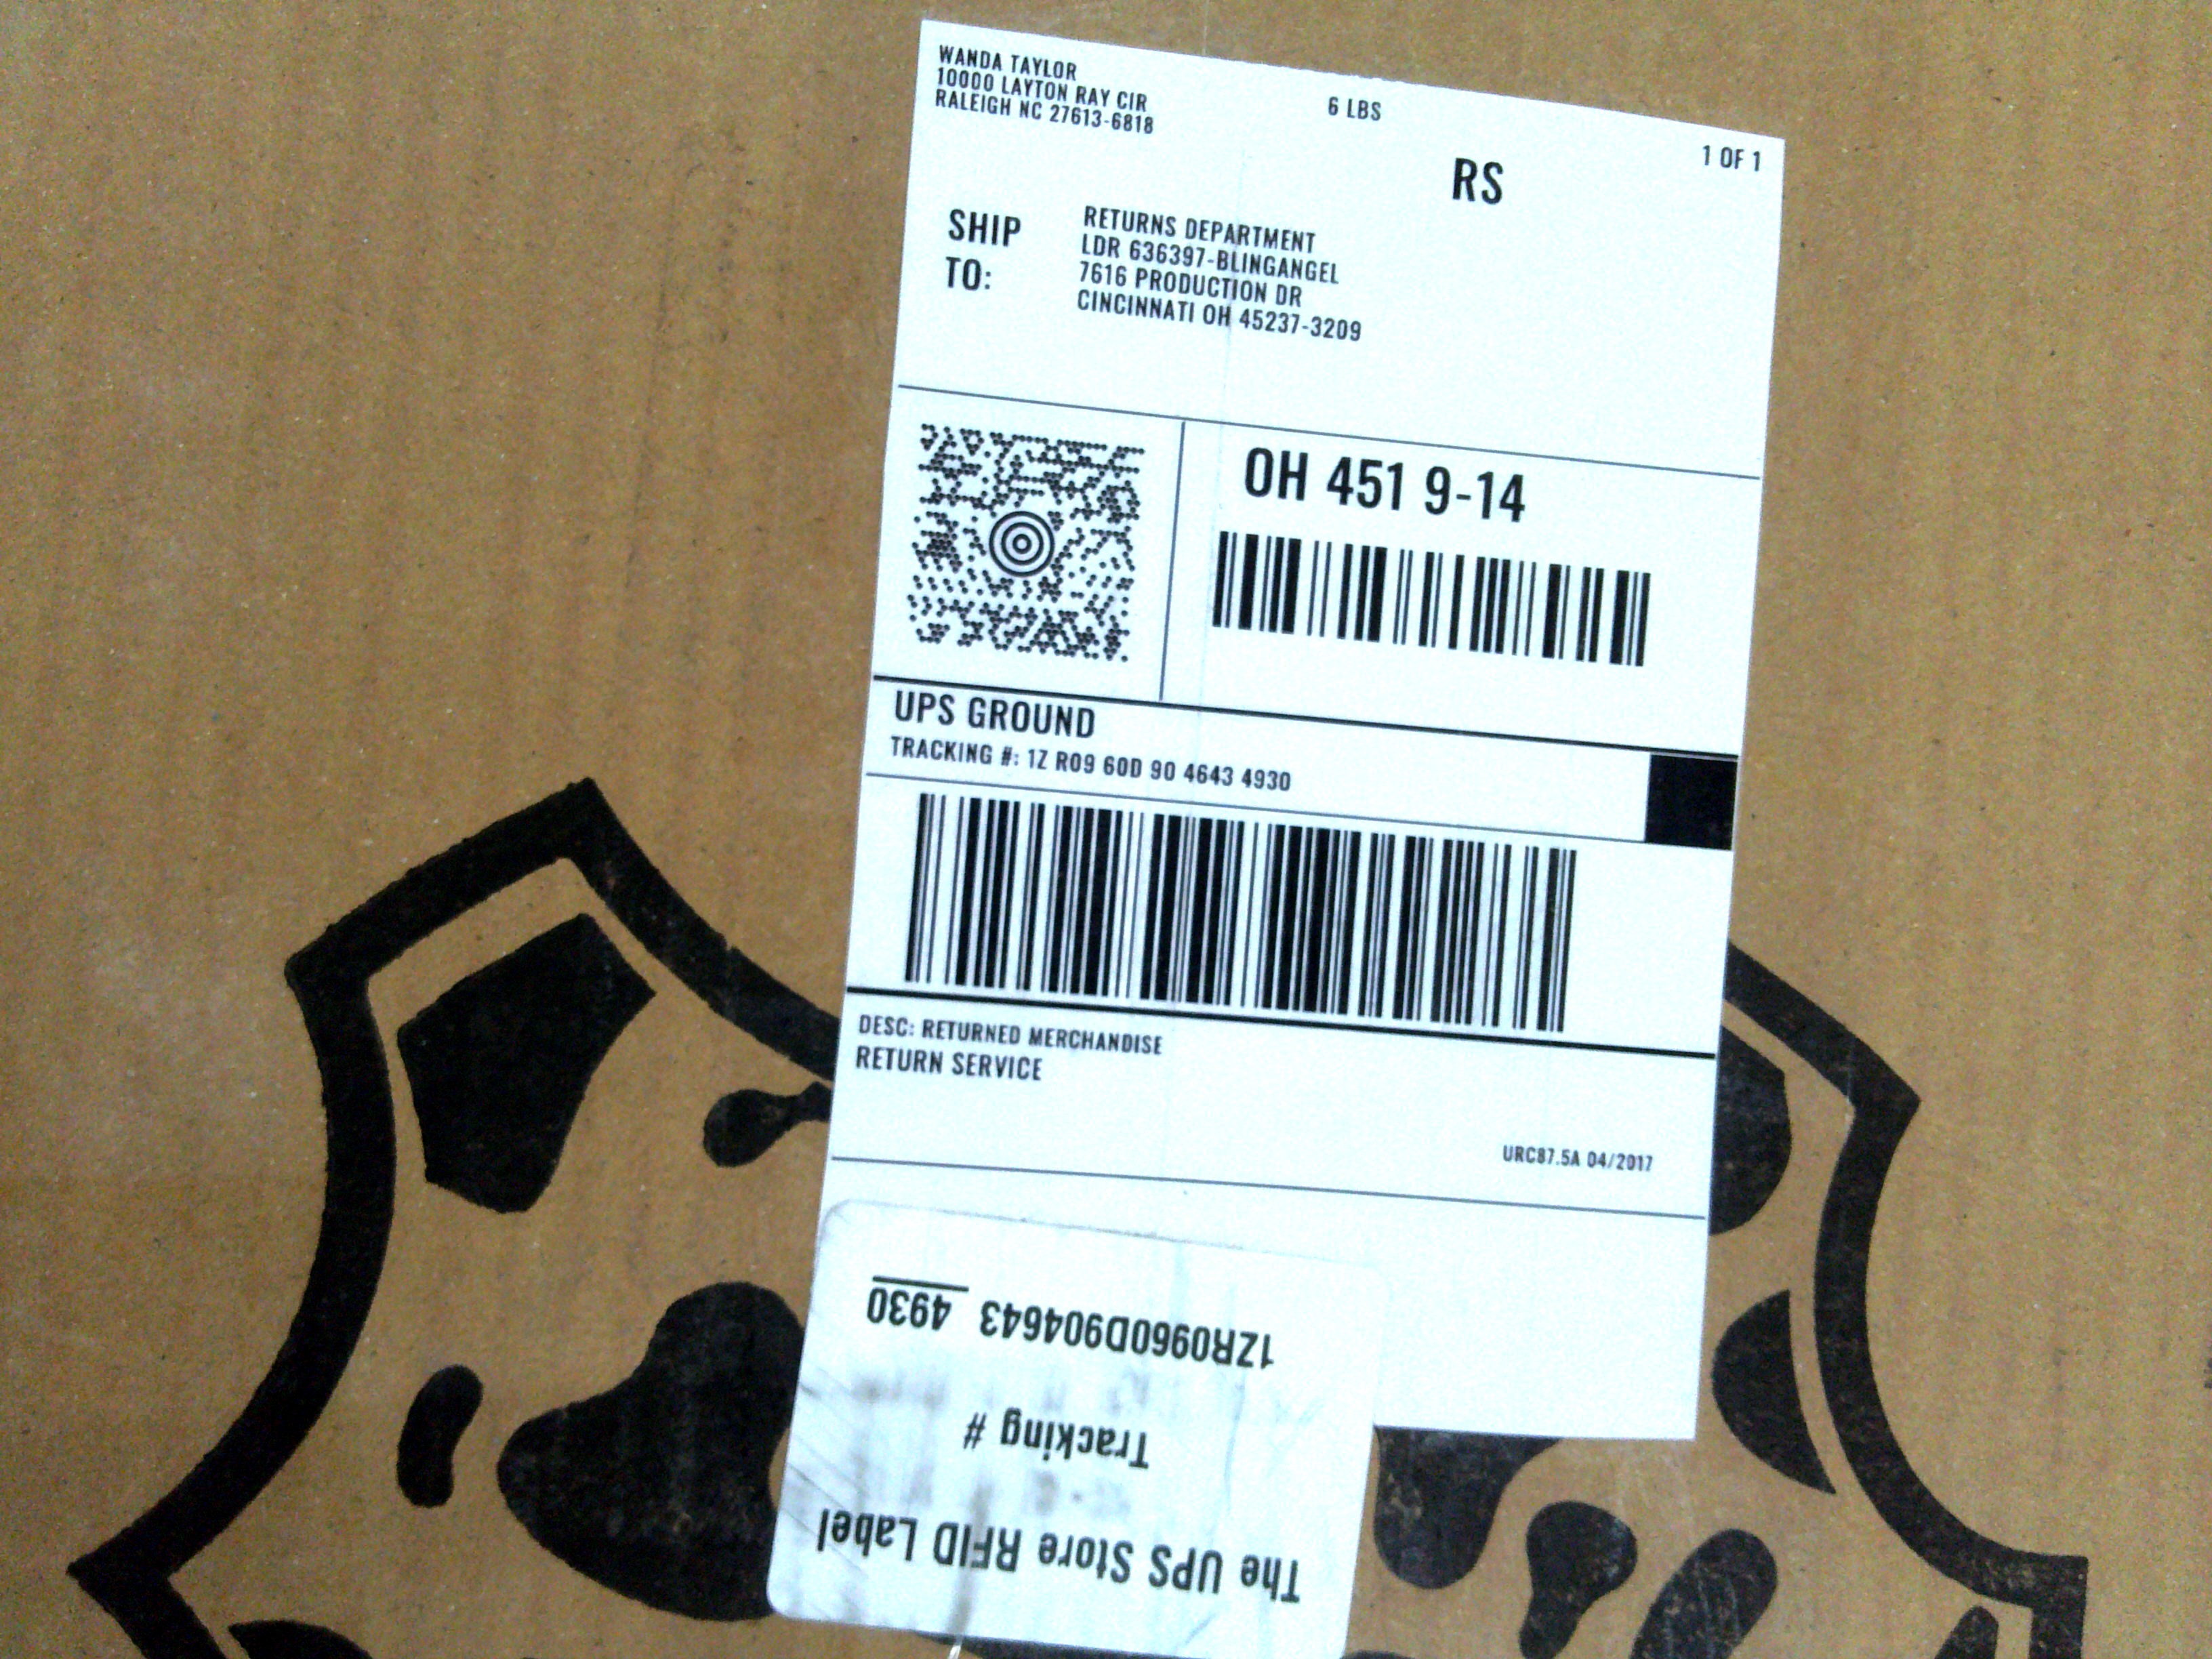 WANDA TAYLOR
10000 LAYTON RAY CIR
RALEIGH NC 27613-6818
6 LBS
1 OF 1
RS
SHIP TO:
RETURNS DEPARTMENT
LDR 636397-BLINGANGEL
7616 PRODUCTION DR
CINCINNATI OH 45237-3209
OH 451 9-14
UPS GROUND
TRACKING #: 1Z R09 60D 90 4643 4930
DESC: RETURNED MERCHANDISE
RETURN SERVICE
URC87.5A 04/2017
The UPS Store RFID Label
Tracking #
1ZR0960D904643 4930